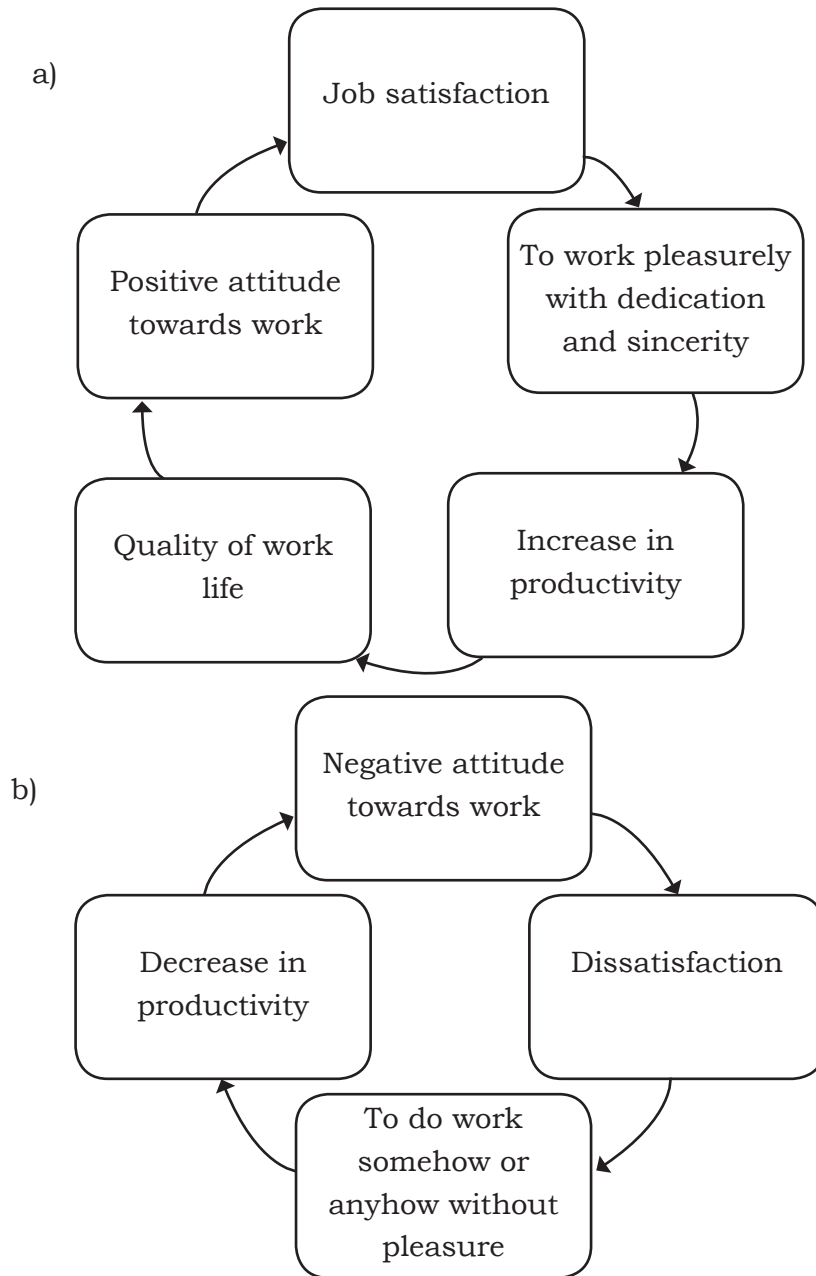 a)
Job satisfaction
To work pleasurely
with dedication
and sincerity
Increase in
productivity
Quality of work
life
Positive attitude
towards work
b)
Negative attitude
towards work
Dissatisfaction
To do work
somehow or
anyhow without
pleasure
Decrease in
productivity